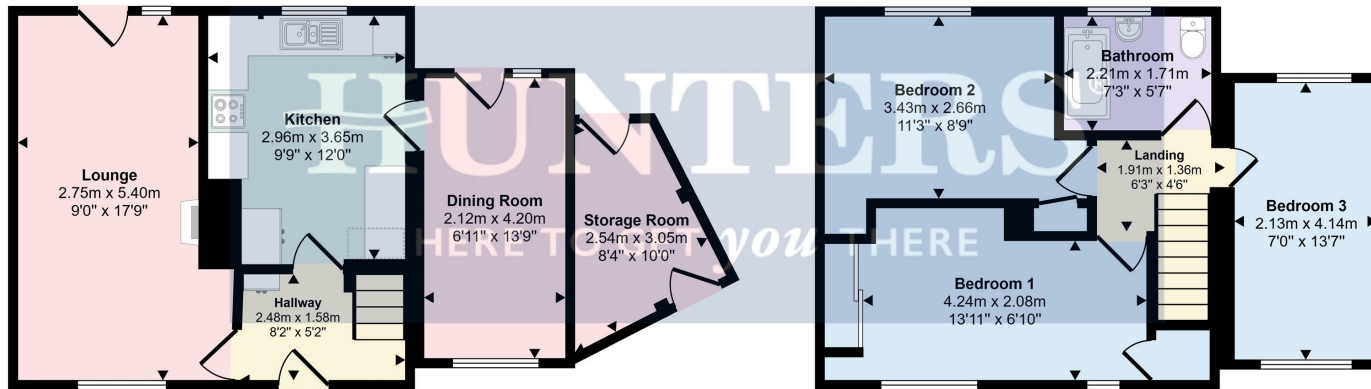 HUNTERS
HERE TO GET you THERE
Lounge
2.75m x 5.40m
9'0" x 17'9"
Kitchen
2.96m x 3.65m
9'9" x 12'0"
Hallway
2.48m x 1.58m
8'2" x 5'2"
Dining Room
2.12m x 4.20m
6'11" x 13'9"
Storage Room
2.54m x 3.05m
8'4" x 10'0"
Bedroom 2
3.43m x 2.66m
11'3" x 8'9"
Bathroom
2.21m x 1.71m
7'3" x 5'7"
Landing
1.91m x 1.36m
6'3" x 4'6"
Bedroom 3
2.13m x 4.14m
7'0" x 13'7"
Bedroom 1
4.24m x 2.08m
13'11" x 6'10"